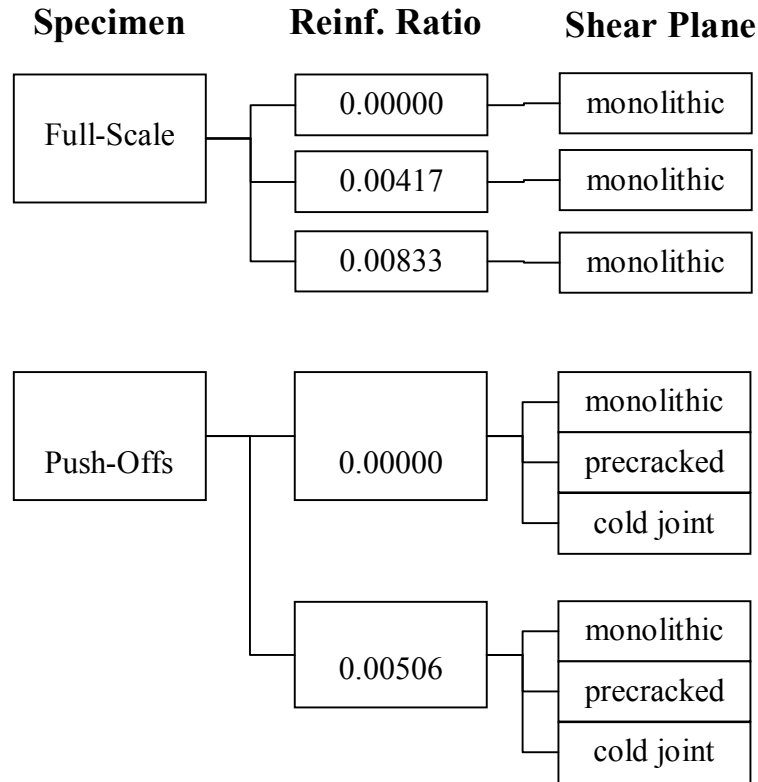 Specimen Reinf. Ratio Shear Plane
Full-Scale
0.00000 monolithic
0.00417 monolithic
0.00833 monolithic
Push-Offs
0.00000
monolithic
precracked
cold joint
0.00506
monolithic
precracked
cold joint